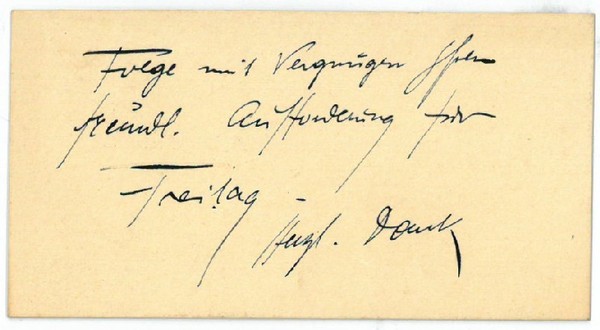 Folge mit Vergnügen Ihrer
freundl. Aufforderung für
Freitag –
Herzl. Dank